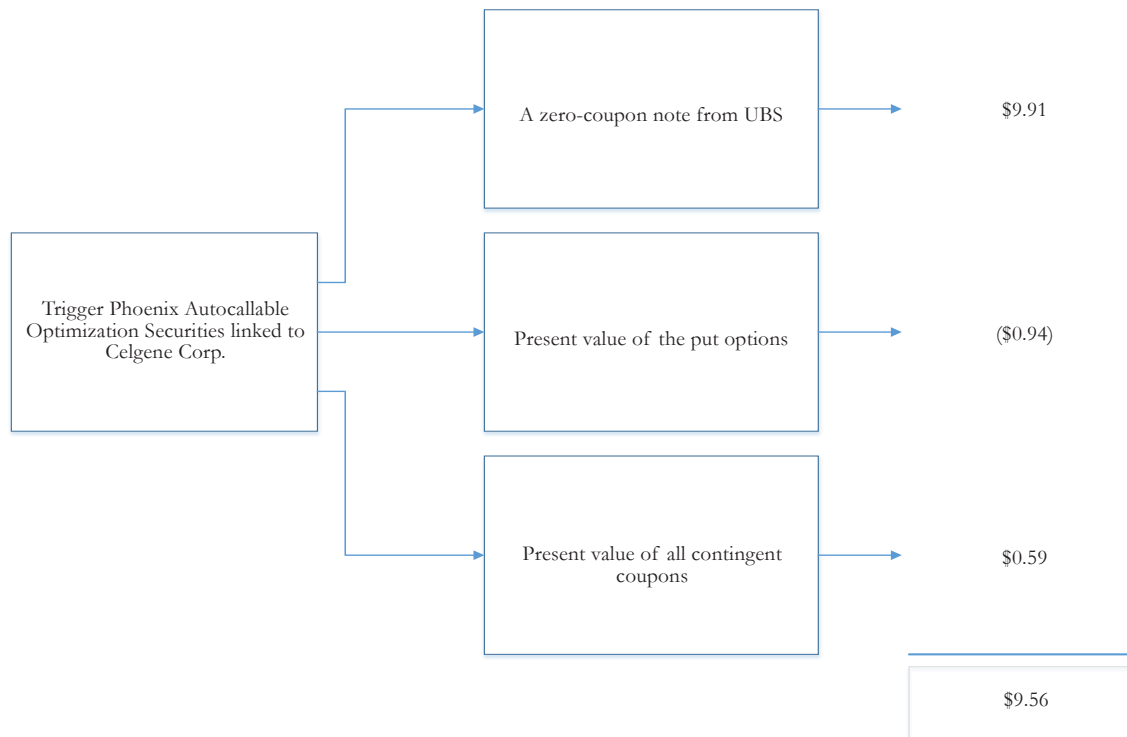 A zero-coupon note from UBS
$9.91
Trigger Phoenix Autocallable
Optimization Securities linked to
Celgene Corp.
Present value of the put options
($0.94)
Present value of all contingent
coupons
$0.59
$9.56